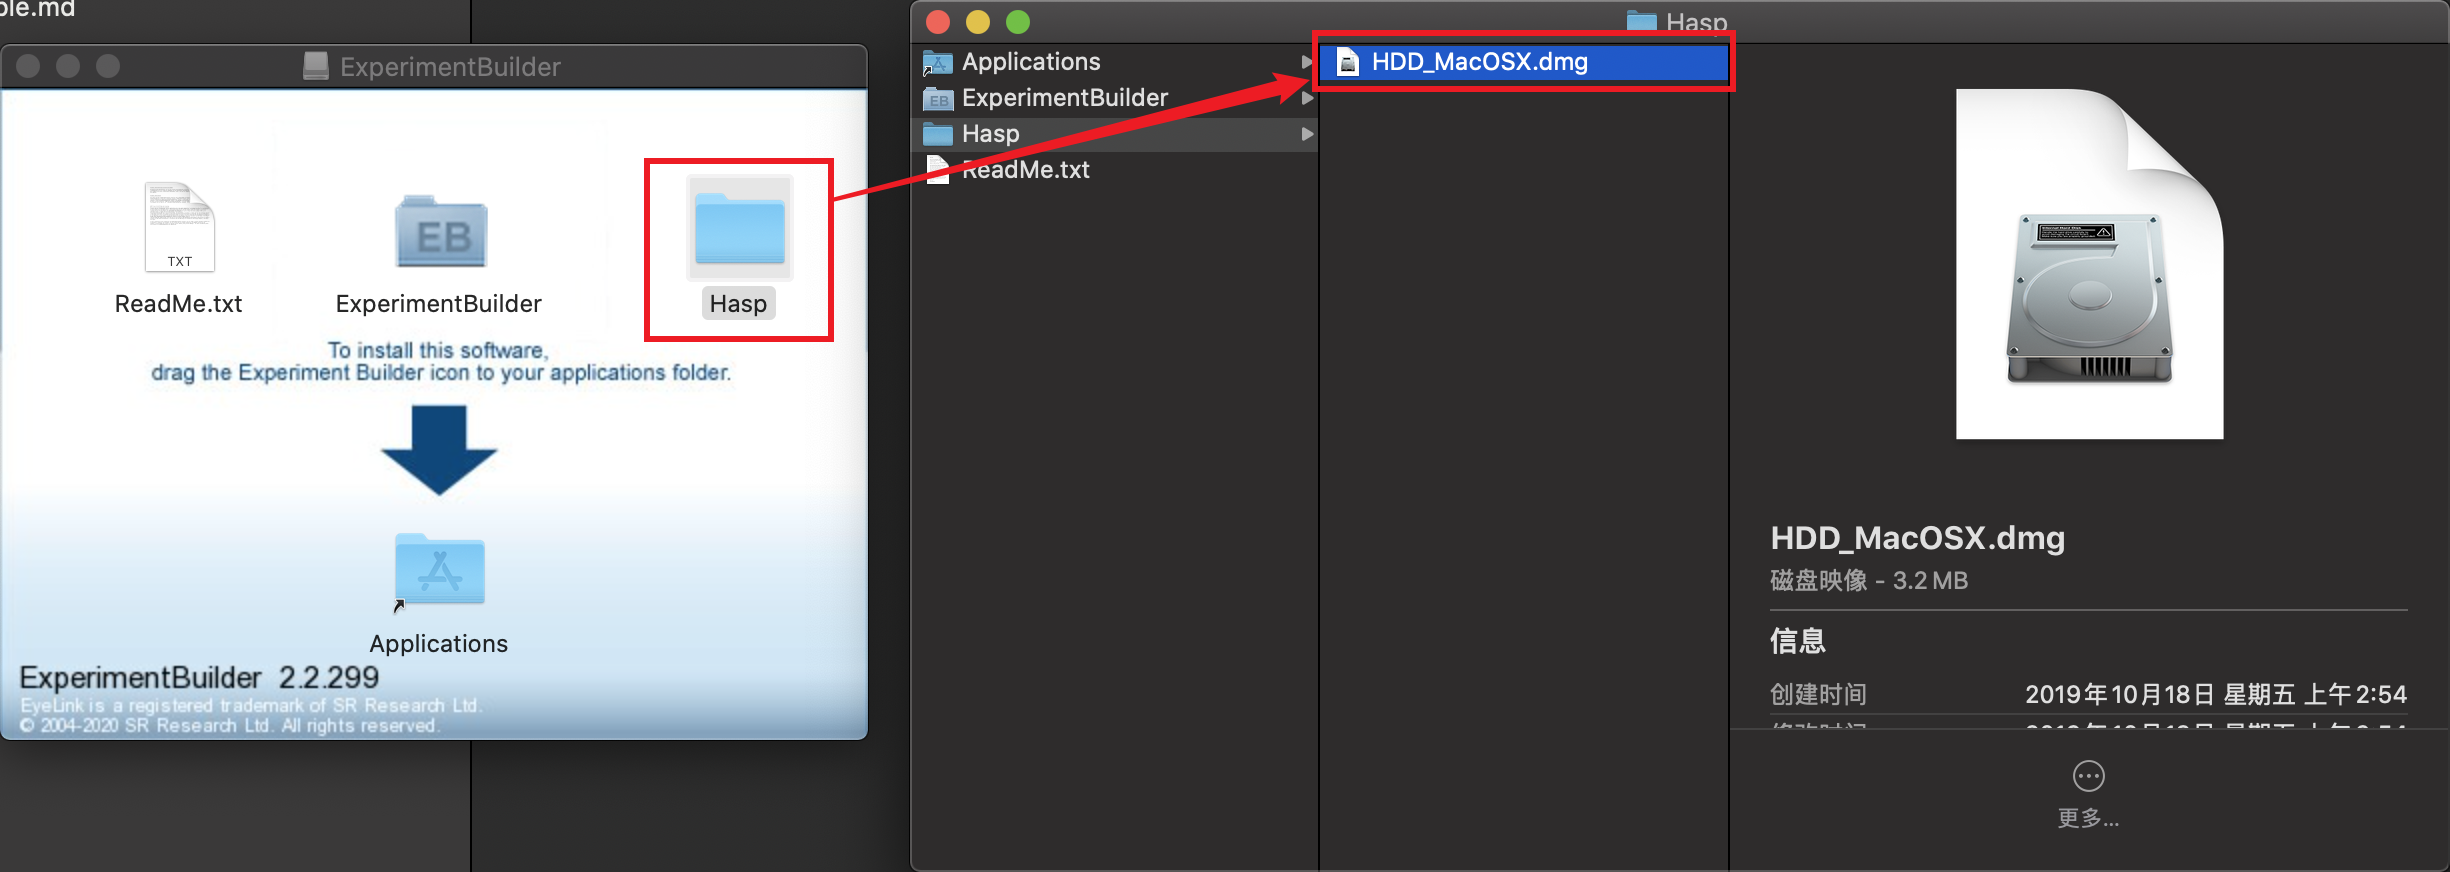 ble.md
ExperimentBuilder
TXT
ReadMe.txt
EB
ExperimentBuilder
Hasp
To install this software,
drag the Experiment Builder icon to your applications folder.
Applications
ExperimentBuilder 2.2.299
EyeLink is a registered trademark of SR Research Ltd.
© 2004-2020 SR Research Ltd. All rights reserved.
Hasp
Applications
EB ExperimentBuilder
Hasp
ReadMe.txt
HDD_MacOSX.dmg
HDD_MacOSX.dmg
磁盘映像 - 3.2 MB
信息
创建时间 2019年10月18日 星期五 上午2:54
更多...